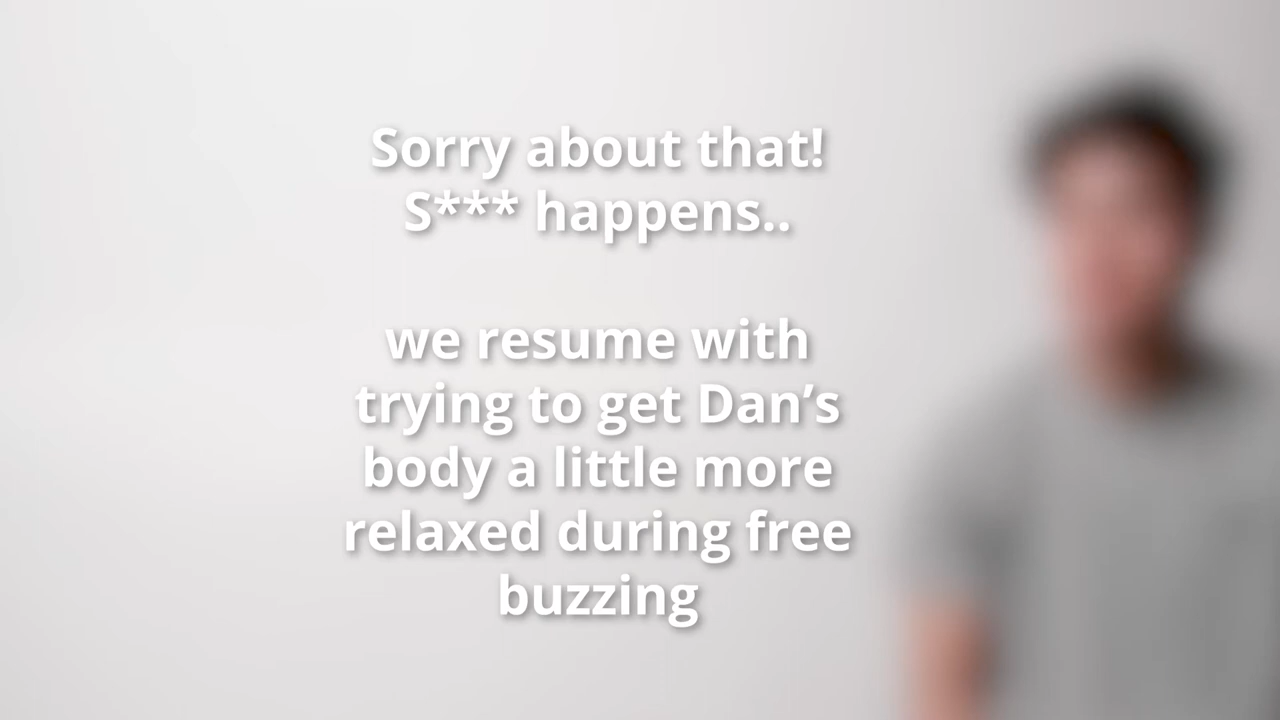 Sorry about that!
S*** happens..
we resume with
trying to get Dan’s
body a little more
relaxed during free
buzzing